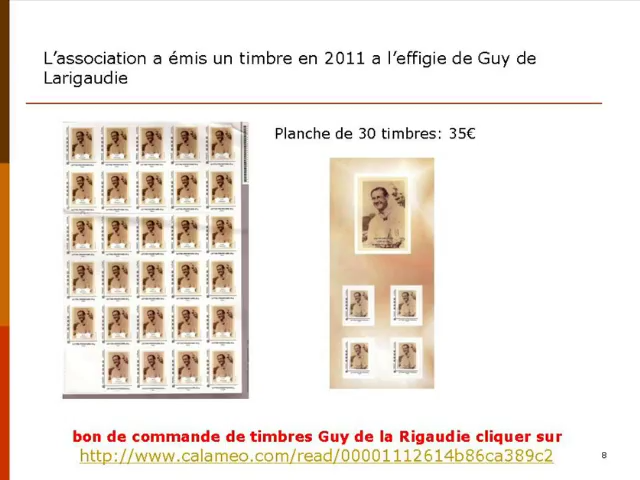 L’association a émis un timbre en 2011 a l’effigie de Guy de
Larigaudie
Planche de 30 timbres: 35€
bon de commande de timbres Guy de la Rigaudie cliquer sur
http://www.calameo.com/read/00001112614b86ca389c2
8